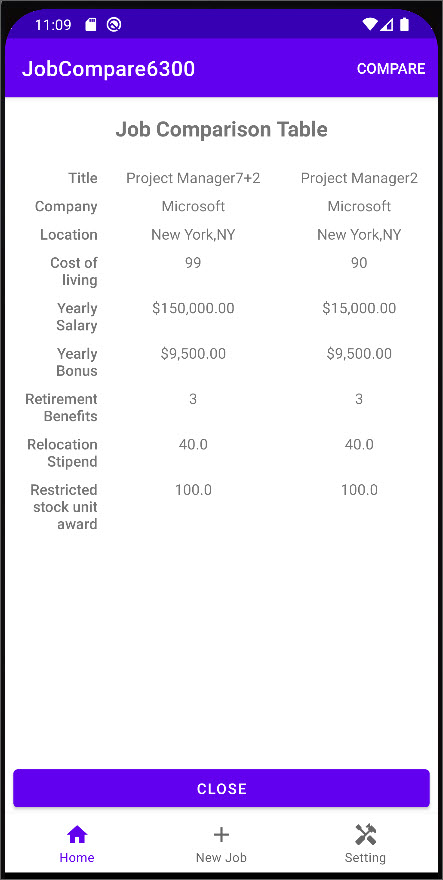 11:09
JobCompare6300 COMPARE
Job Comparison Table
Title Project Manager7+2 Project Manager2
Company Microsoft Microsoft
Location New York,NY New York,NY
Cost of 99 90
living
Yearly $150,000.00 $15,000.00
Salary
Yearly $9,500.00 $9,500.00
Bonus
Retirement 3 3
Benefits
Relocation 40.0 40.0
Stipend
Restricted 100.0 100.0
stock unit
award
CLOSE
Home New Job Setting